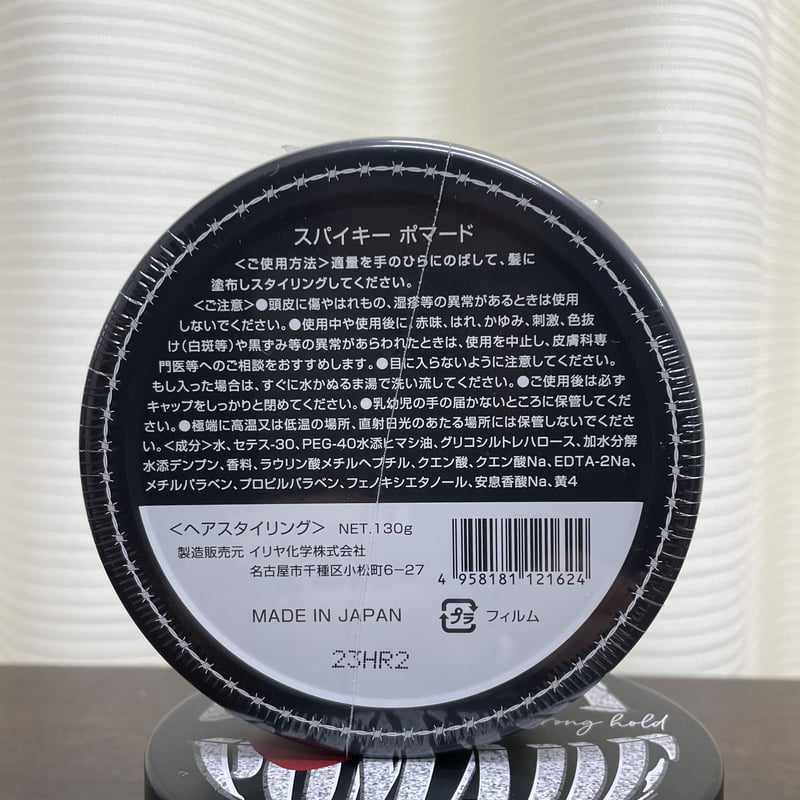 スパイキー ポマード
＜ご使用方法＞適量を手のひらにのばして、髪に
塗布しスタイリングしてください。
＜ご注意＞●頭皮に傷やはれもの、湿疹等の異常があるときは使用
しないでください。●使用中や使用後に、赤味、はれ、かゆみ、刺激、色抜
け(白斑等)や黒ずみ等の異常があらわれたときは、使用を中止し、皮膚科専
門医等へのご相談をおすすめします。●目に入らないように注意してください。
もし入った場合は、すぐに水かぬるま湯で洗い流してください。●ご使用後は必ず
キャップをしっかりと閉めてください。●乳幼児の手の届かないところに保管してくだ
さい。●極端に高温又は低温の場所、直射日光のあたる場所には保管しないでくださ
い。＜成分＞水、セテス-30、PEG-40水添ヒマシ油、グリコシルトレハロース、加水分解
水添デンプン、香料、ラウリン酸メチルヘプチル、クエン酸、クエン酸Na、EDTA-2Na、
メチルパラベン、プロピルパラベン、フェノキシエタノール、安息香酸Na、黄4
＜ヘアスタイリング＞ NET.130g
製造販売元 イリヤ化学株式会社
名古屋市千種区小松町6-27
4 958181 121624
MADE IN JAPAN
プラ フィルム
23HR2
strong hold
POMADE